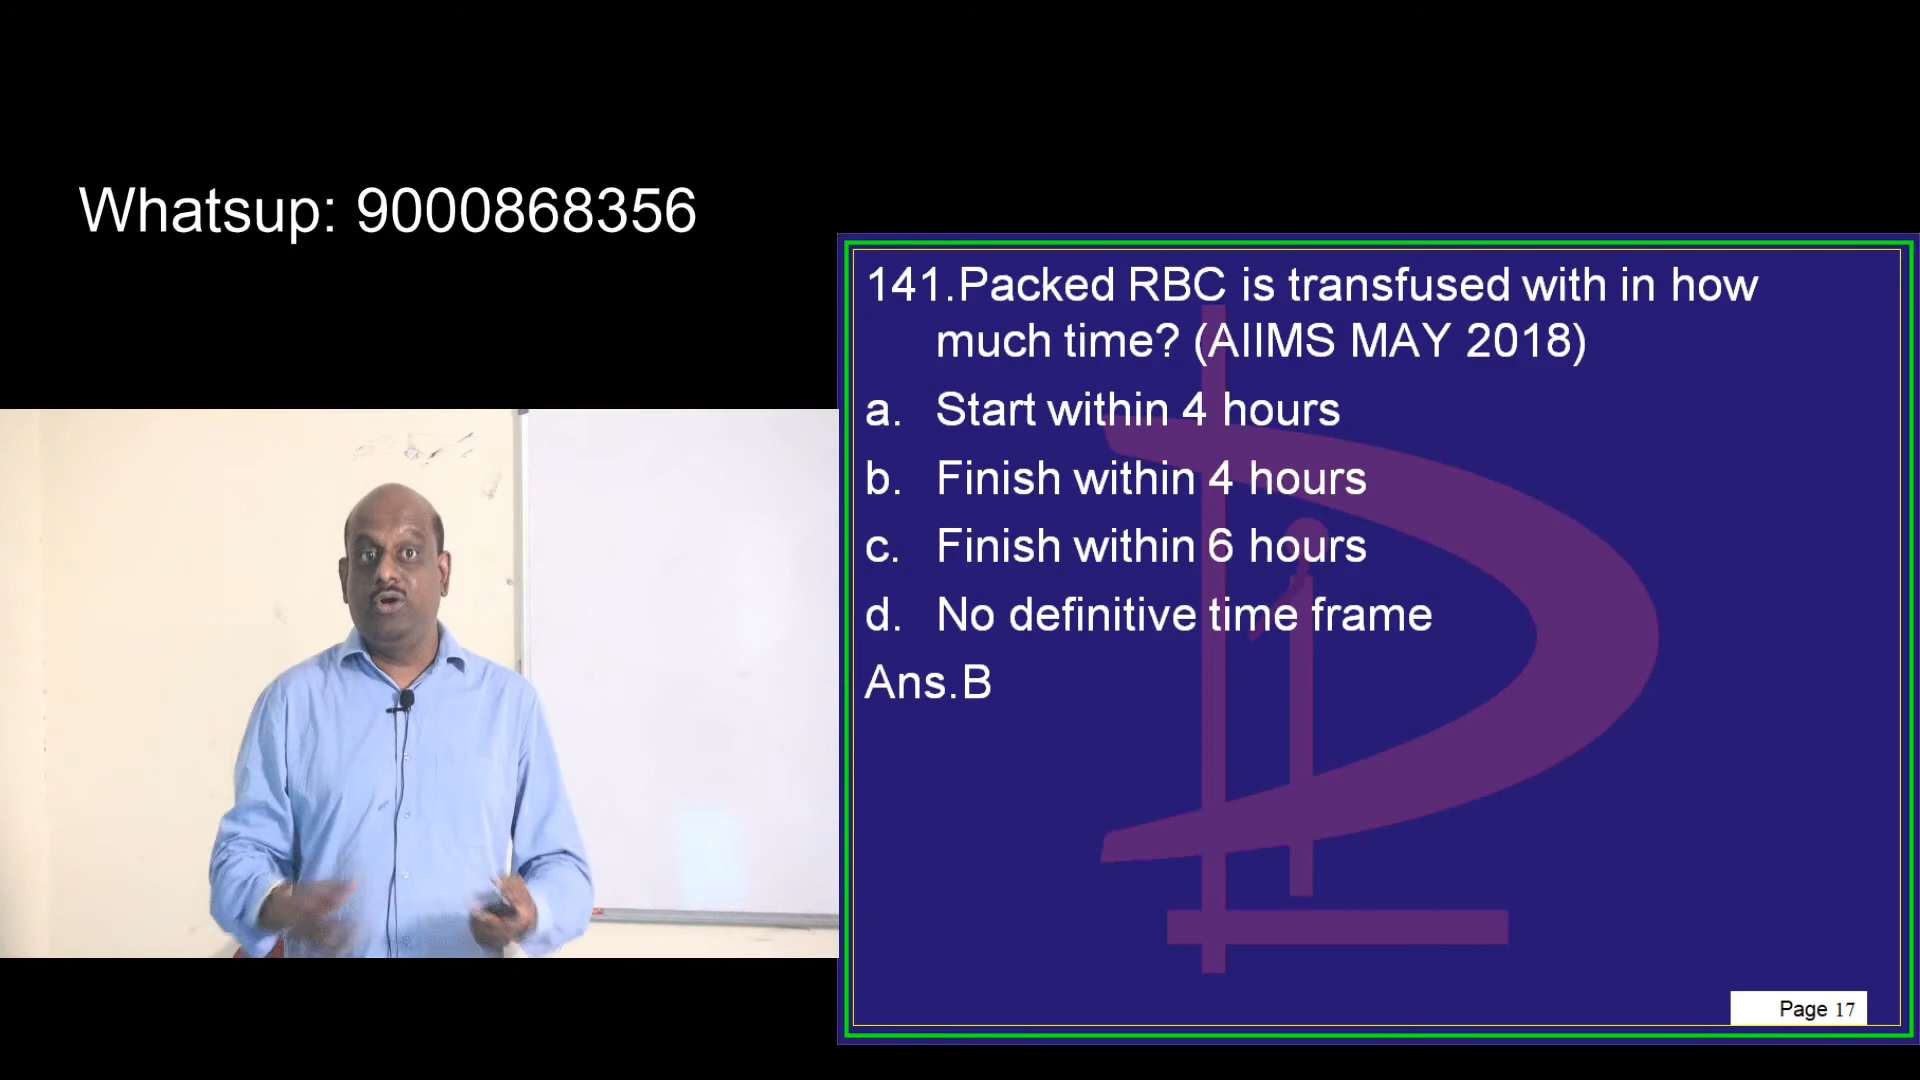 Whatsup: 9000868356
141.Packed RBC is transfused with in how
much time? (AIIMS MAY 2018)
a. Start within 4 hours
b. Finish within 4 hours
c. Finish within 6 hours
d. No definitive time frame
Ans.B
Page 17